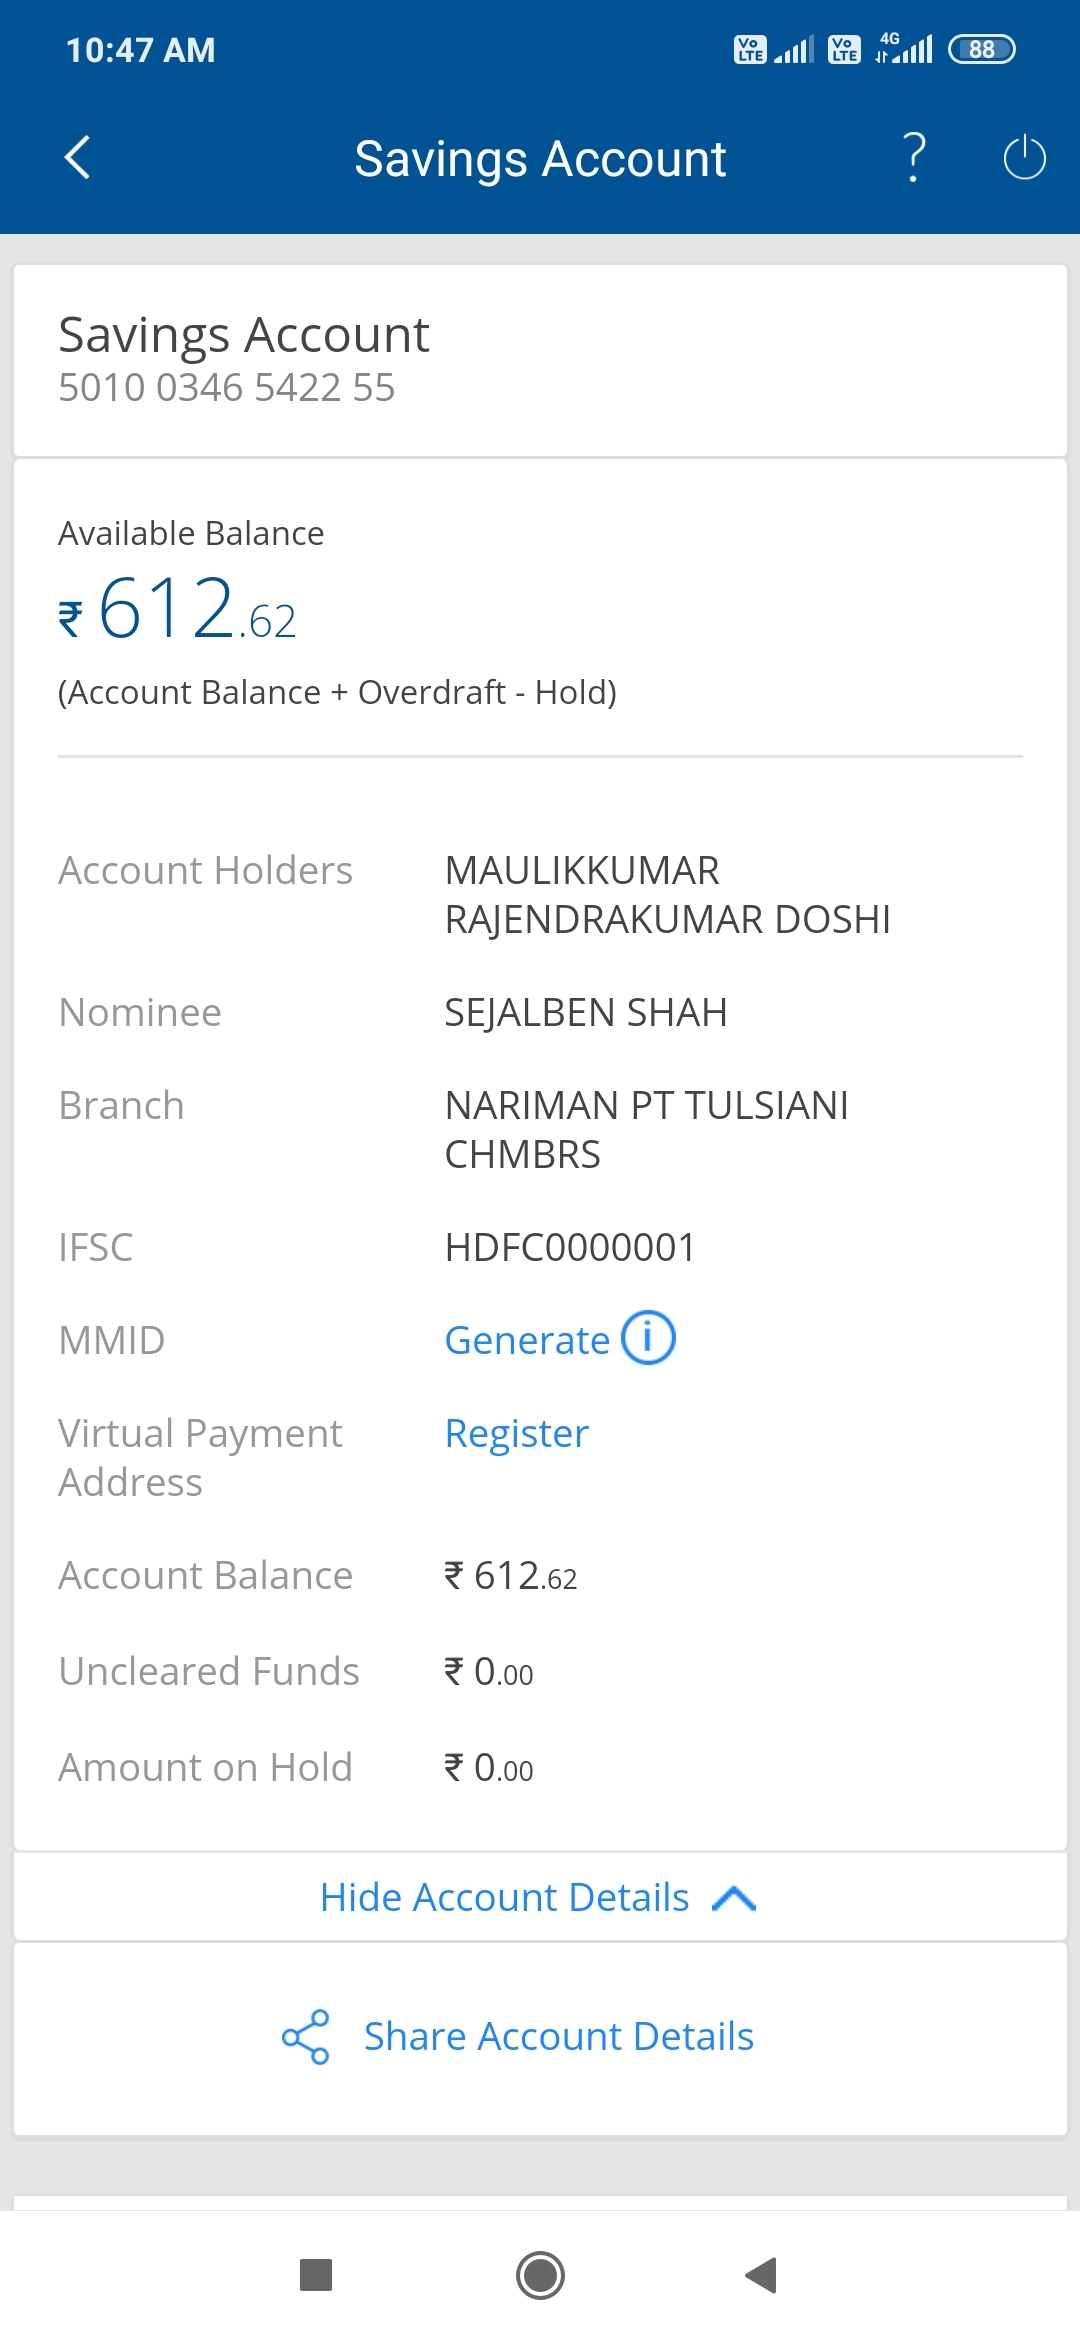 10:47 AM
Vo LTE Vo LTE 4G 88
Savings Account ?
Savings Account
5010 0346 5422 55
Available Balance
₹ 612.62
(Account Balance + Overdraft - Hold)
Account Holders MAULIKKUMAR
RAJENDRAKUMAR DOSHI
Nominee SEJALBEN SHAH
Branch NARIMAN PT TULSIANI
CHMBRS
IFSC HDFC0000001
MMID Generate i
Virtual Payment Register
Address
Account Balance ₹ 612.62
Uncleared Funds ₹ 0.00
Amount on Hold ₹ 0.00
Hide Account Details
Share Account Details